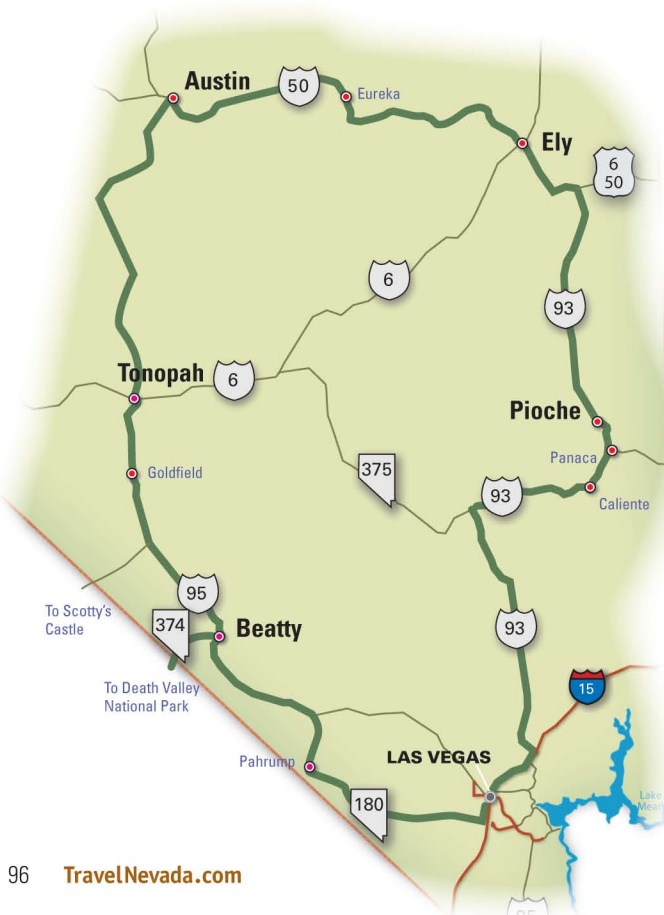 Austin
50
Eureka
Ely
6
50
6
93
Tonopah
6
Pioche
Panaca
375
93
Goldfield
Caliente
95
To Scotty's
Castle
374
Beatty
93
To Death Valley
National Park
15
Pahrump
LAS VEGAS
180
Lake
96 TravelNevada.com